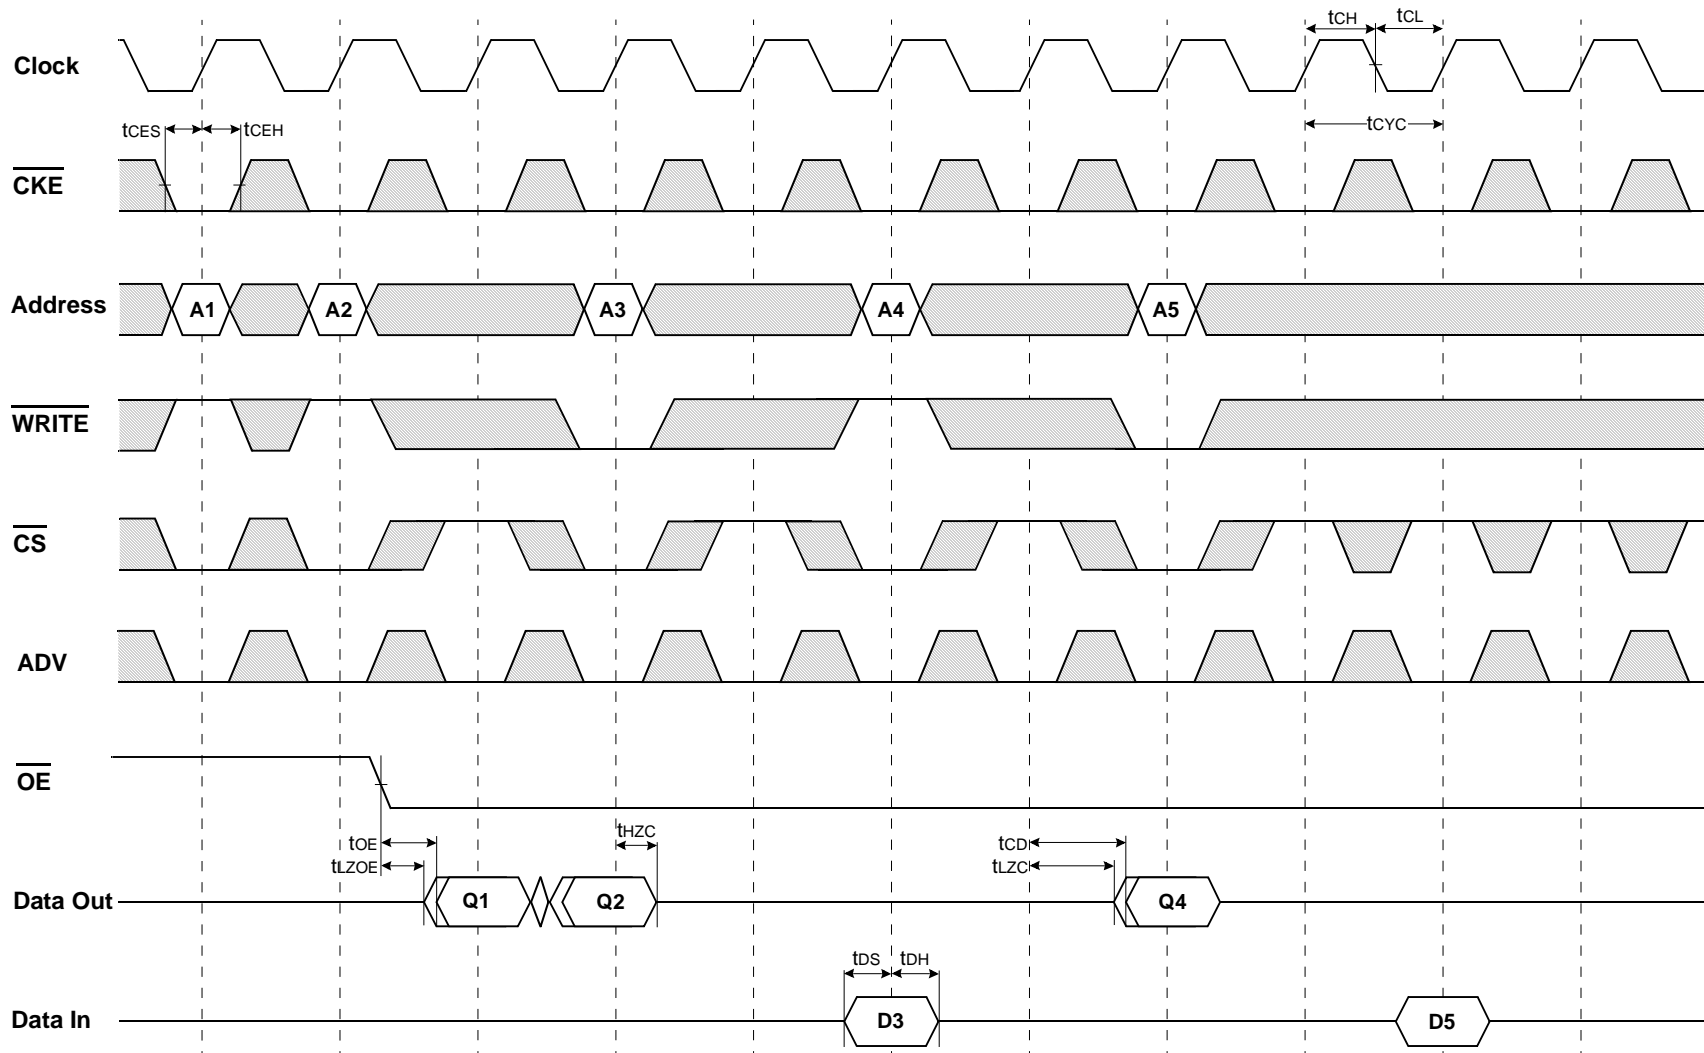 tCH tCL
Clock
tCES tCEH tCYC
CKE
Address A1 A2 A3 A4 A5
WRITE
CS
ADV
OE
tOE tHZC tCD
tLZOE tLZC
Data Out Q1 Q2 Q4
tDS tDH
Data In D3 D5